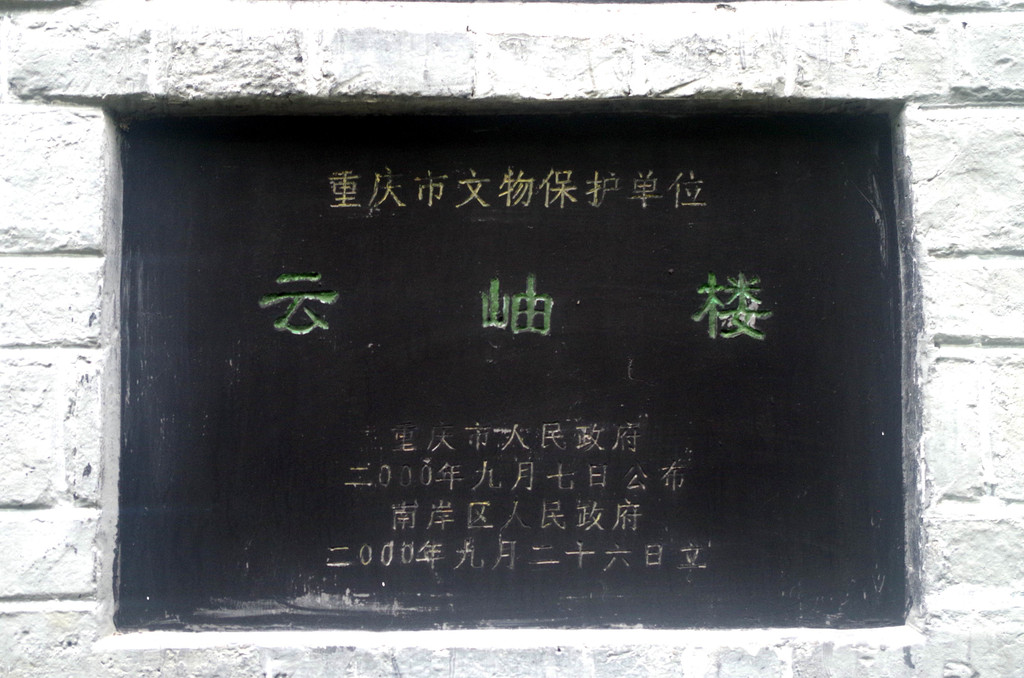 重庆市文物保护单位
云岫楼
重庆市人民政府
二000年九月七日公布
南岸区人民政府
二000年九月二十六日立